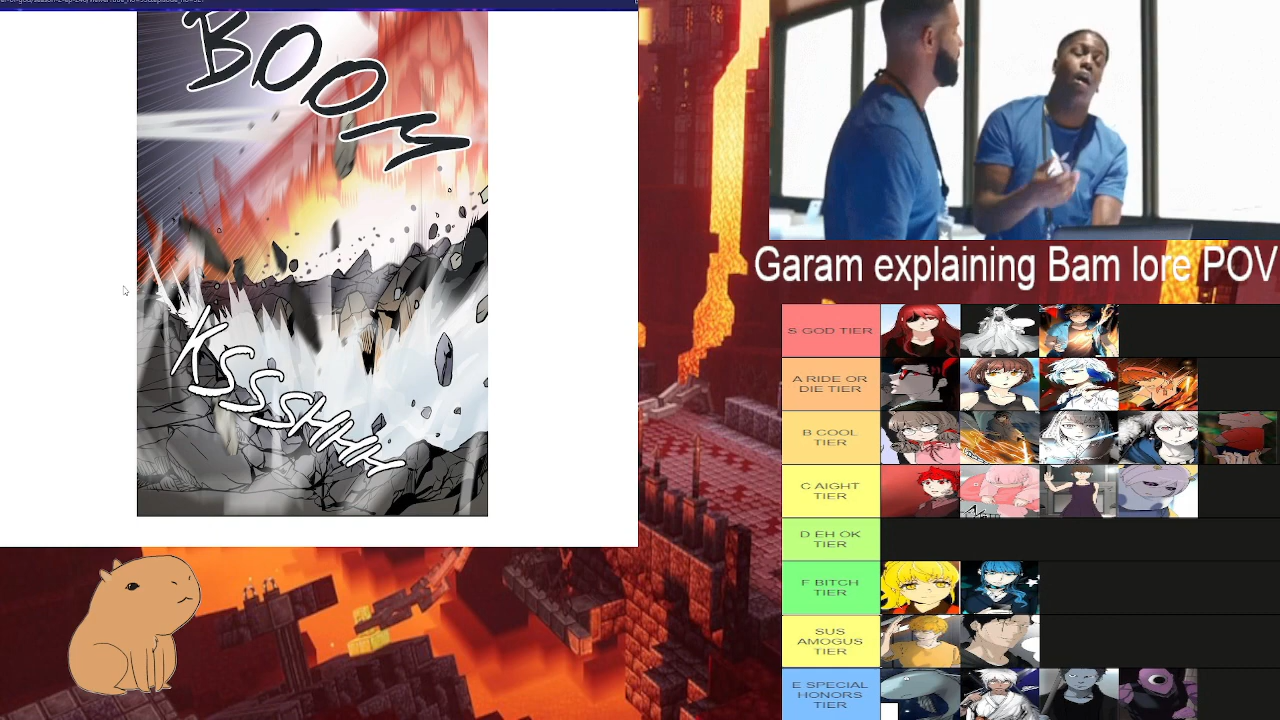 BOOM
KSSSHHH
Garam explaining Bam lore POV
S GOD TIER
A RIDE OR
DIE TIER
B COOL
TIER
C AIGHT
TIER
D EH OK
TIER
F BITCH
TIER
SUS
AMOGUS
TIER
E SPECIAL
HONORS
TIER